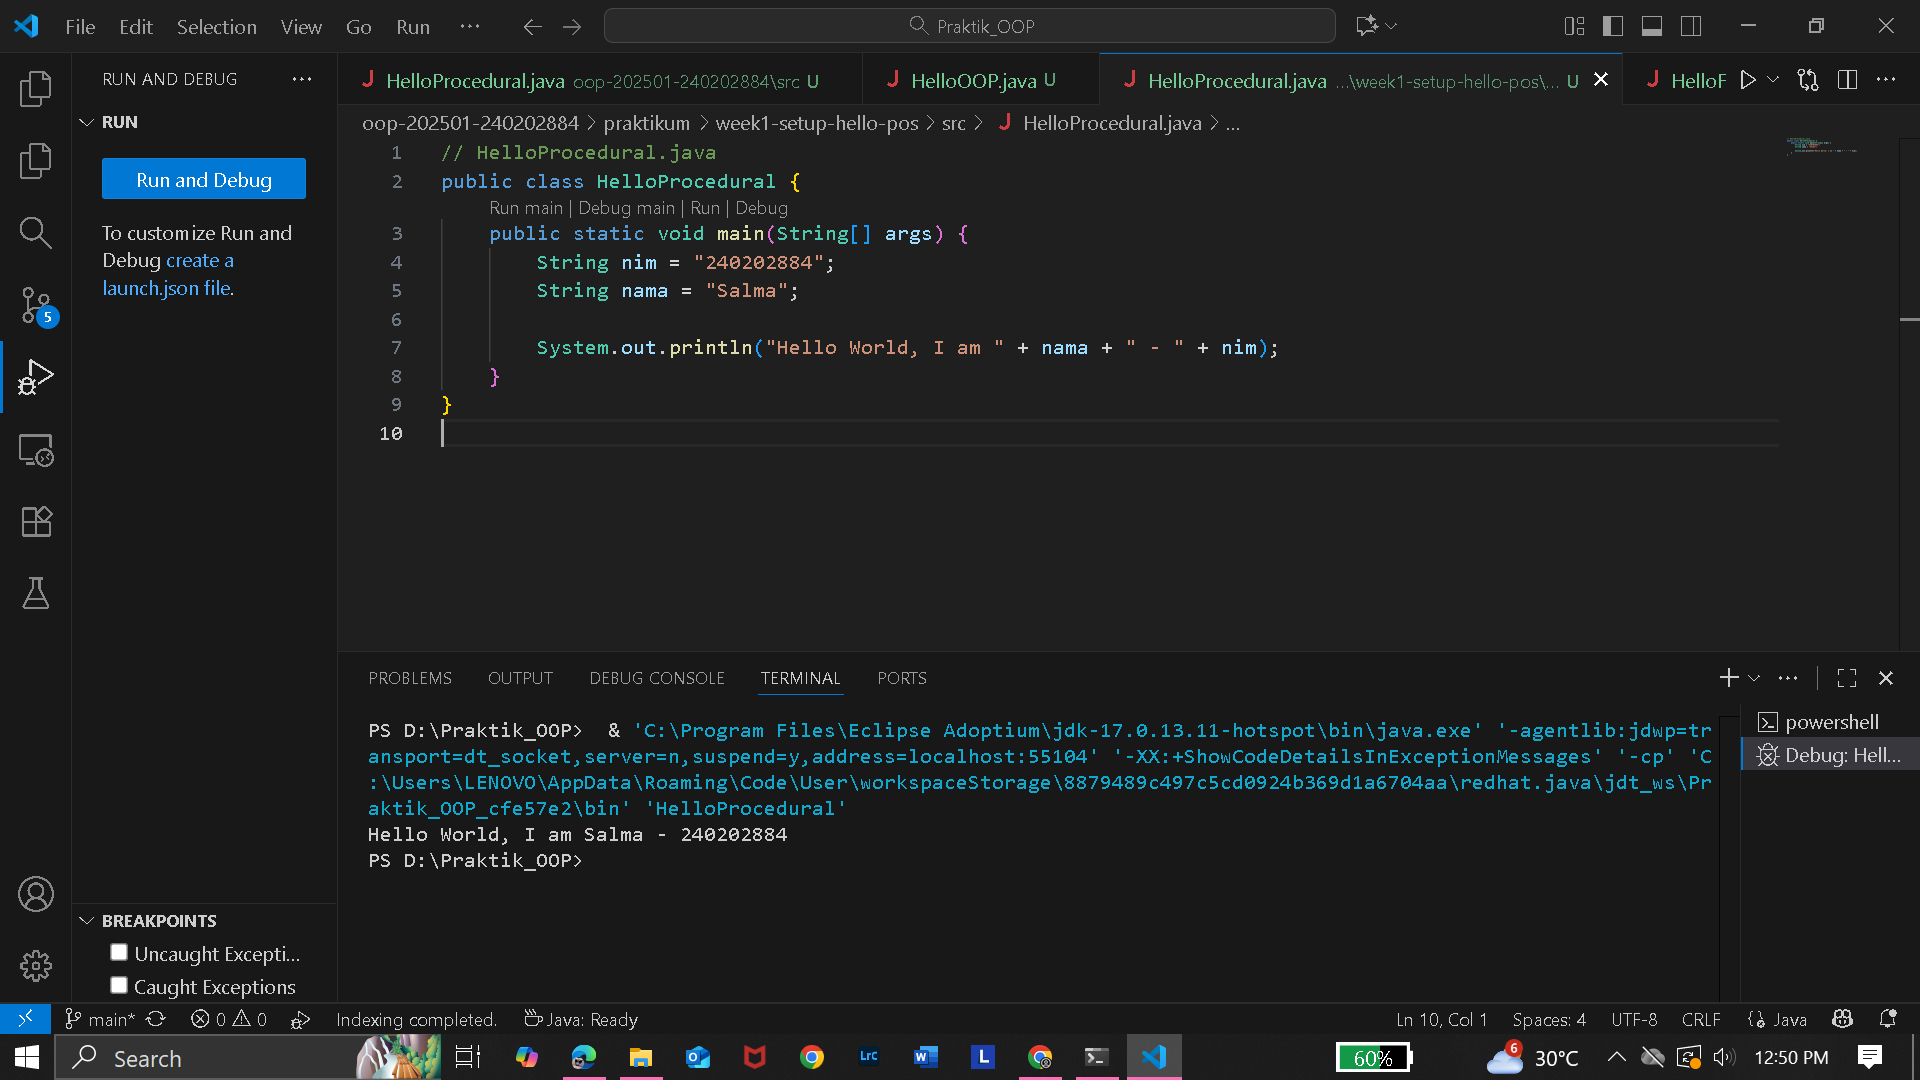 File Edit Selection View Go Run ···
Praktik_OOP
RUN AND DEBUG ···
HelloProcedural.java oop-202501-240202884\src U
HelloOOP.java U
HelloProcedural.java ...\week1-setup-hello-pos\... U
HelloF
RUN
Run and Debug
To customize Run and
Debug create a
launch.json file.
oop-202501-240202884 > praktikum > week1-setup-hello-pos > src > HelloProcedural.java > ...
1 // HelloProcedural.java
2 public class HelloProcedural {
Run main | Debug main | Run | Debug
3 public static void main(String[] args) {
4 String nim = "240202884";
5 String nama = "Salma";
6
7 System.out.println("Hello World, I am " + nama + " - " + nim);
8 }
9 }
10
5
PROBLEMS OUTPUT DEBUG CONSOLE TERMINAL PORTS
PS D:\Praktik_OOP>  & 'C:\Program Files\Eclipse Adoptium\jdk-17.0.13.11-hotspot\bin\java.exe' '-agentlib:jdwp=tr
ansport=dt_socket,server=n,suspend=y,address=localhost:55104' '-XX:+ShowCodeDetailsInExceptionMessages' '-cp' 'C
:\Users\LENOVO\AppData\Roaming\Code\User\workspaceStorage\8879489c497c5cd0924b369d1a6704aa\redhat.java\jdt_ws\Pr
aktik_OOP_cfe57e2\bin' 'HelloProcedural'
Hello World, I am Salma - 240202884
PS D:\Praktik_OOP>
powershell
Debug: Hell...
BREAKPOINTS
Uncaught Excepti...
Caught Exceptions
main* 0 0 Indexing completed. Java: Ready
Ln 10, Col 1 Spaces: 4 UTF-8 CRLF Java
Search
Lrc
L
60%
6
30°C
12:50 PM